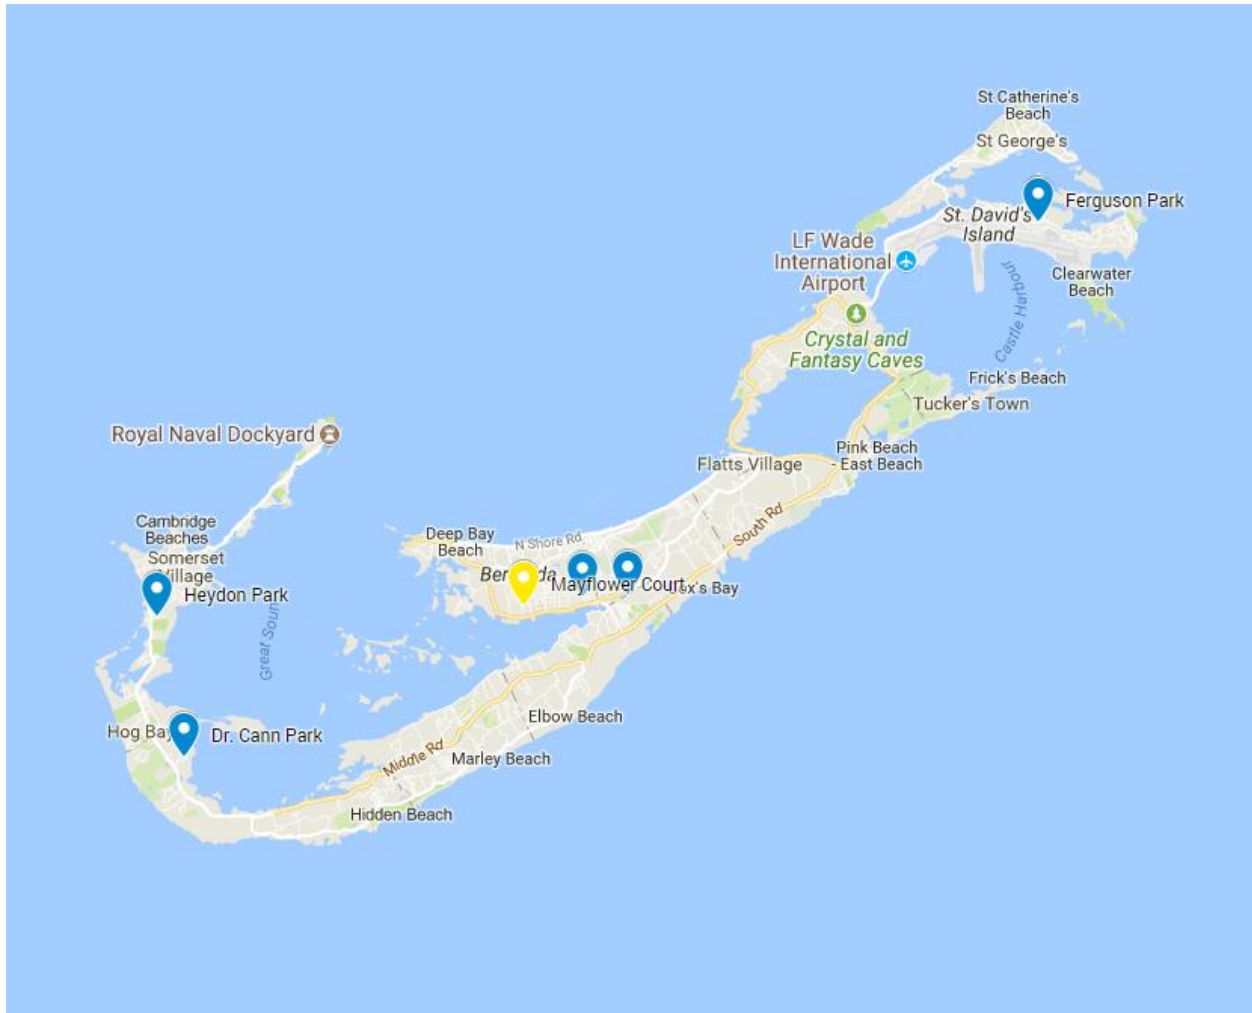 St Catherine's
Beach
St George's
Ferguson Park
St. David's
Island
LF Wade
International
Airport
Clearwater
Beach
Castle Harbour
Crystal and
Fantasy Caves
Frick's Beach
Tucker's Town
Royal Naval Dockyard
Pink Beach
- East Beach
Flatts Village
South Rd
Cambridge
Beaches
Somerset
Village
Deep Bay
Beach
N Shore Rd
Mayflower Court
Heydon Park
Great Soun
Hog Bay
Dr. Cann Park
Elbow Beach
Middle Rd
Marley Beach
Hidden Beach